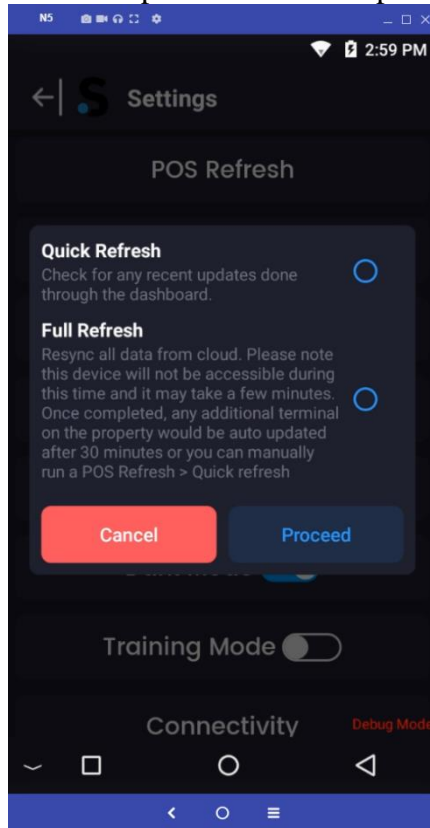 N5
2:59 PM
S Settings
POS Refresh
Quick Refresh
Check for any recent updates done
through the dashboard.
Full Refresh
Resync all data from cloud. Please note
this device will not be accessible during
this time and it may take a few minutes.
Once completed, any additional terminal
on the property would be auto updated
after 30 minutes or you can manually
run a POS Refresh > Quick refresh
Cancel Proceed
Training Mode
Connectivity
Debug Mode